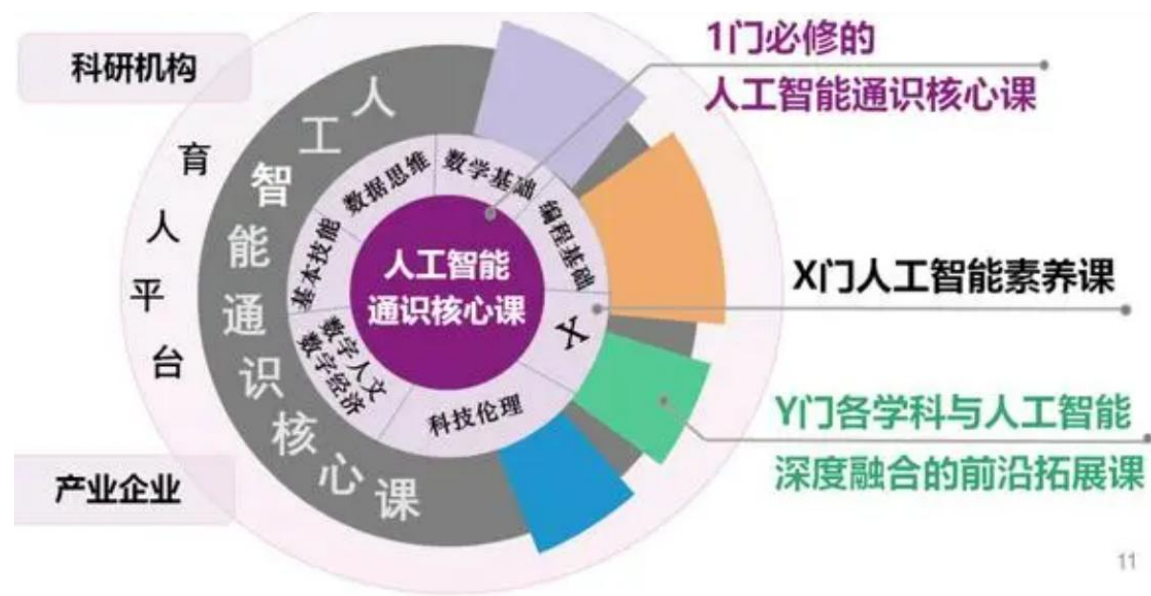 科研机构
育人平台
产业企业
人工智能通识核心课
数据思维
数学基础
编程基础
X
科技伦理
数字人文
数字经济
基本技能
人工智能
通识核心课
1门必修的
人工智能通识核心课
X门人工智能素养课
Y门各学科与人工智能
深度融合的前沿拓展课
11